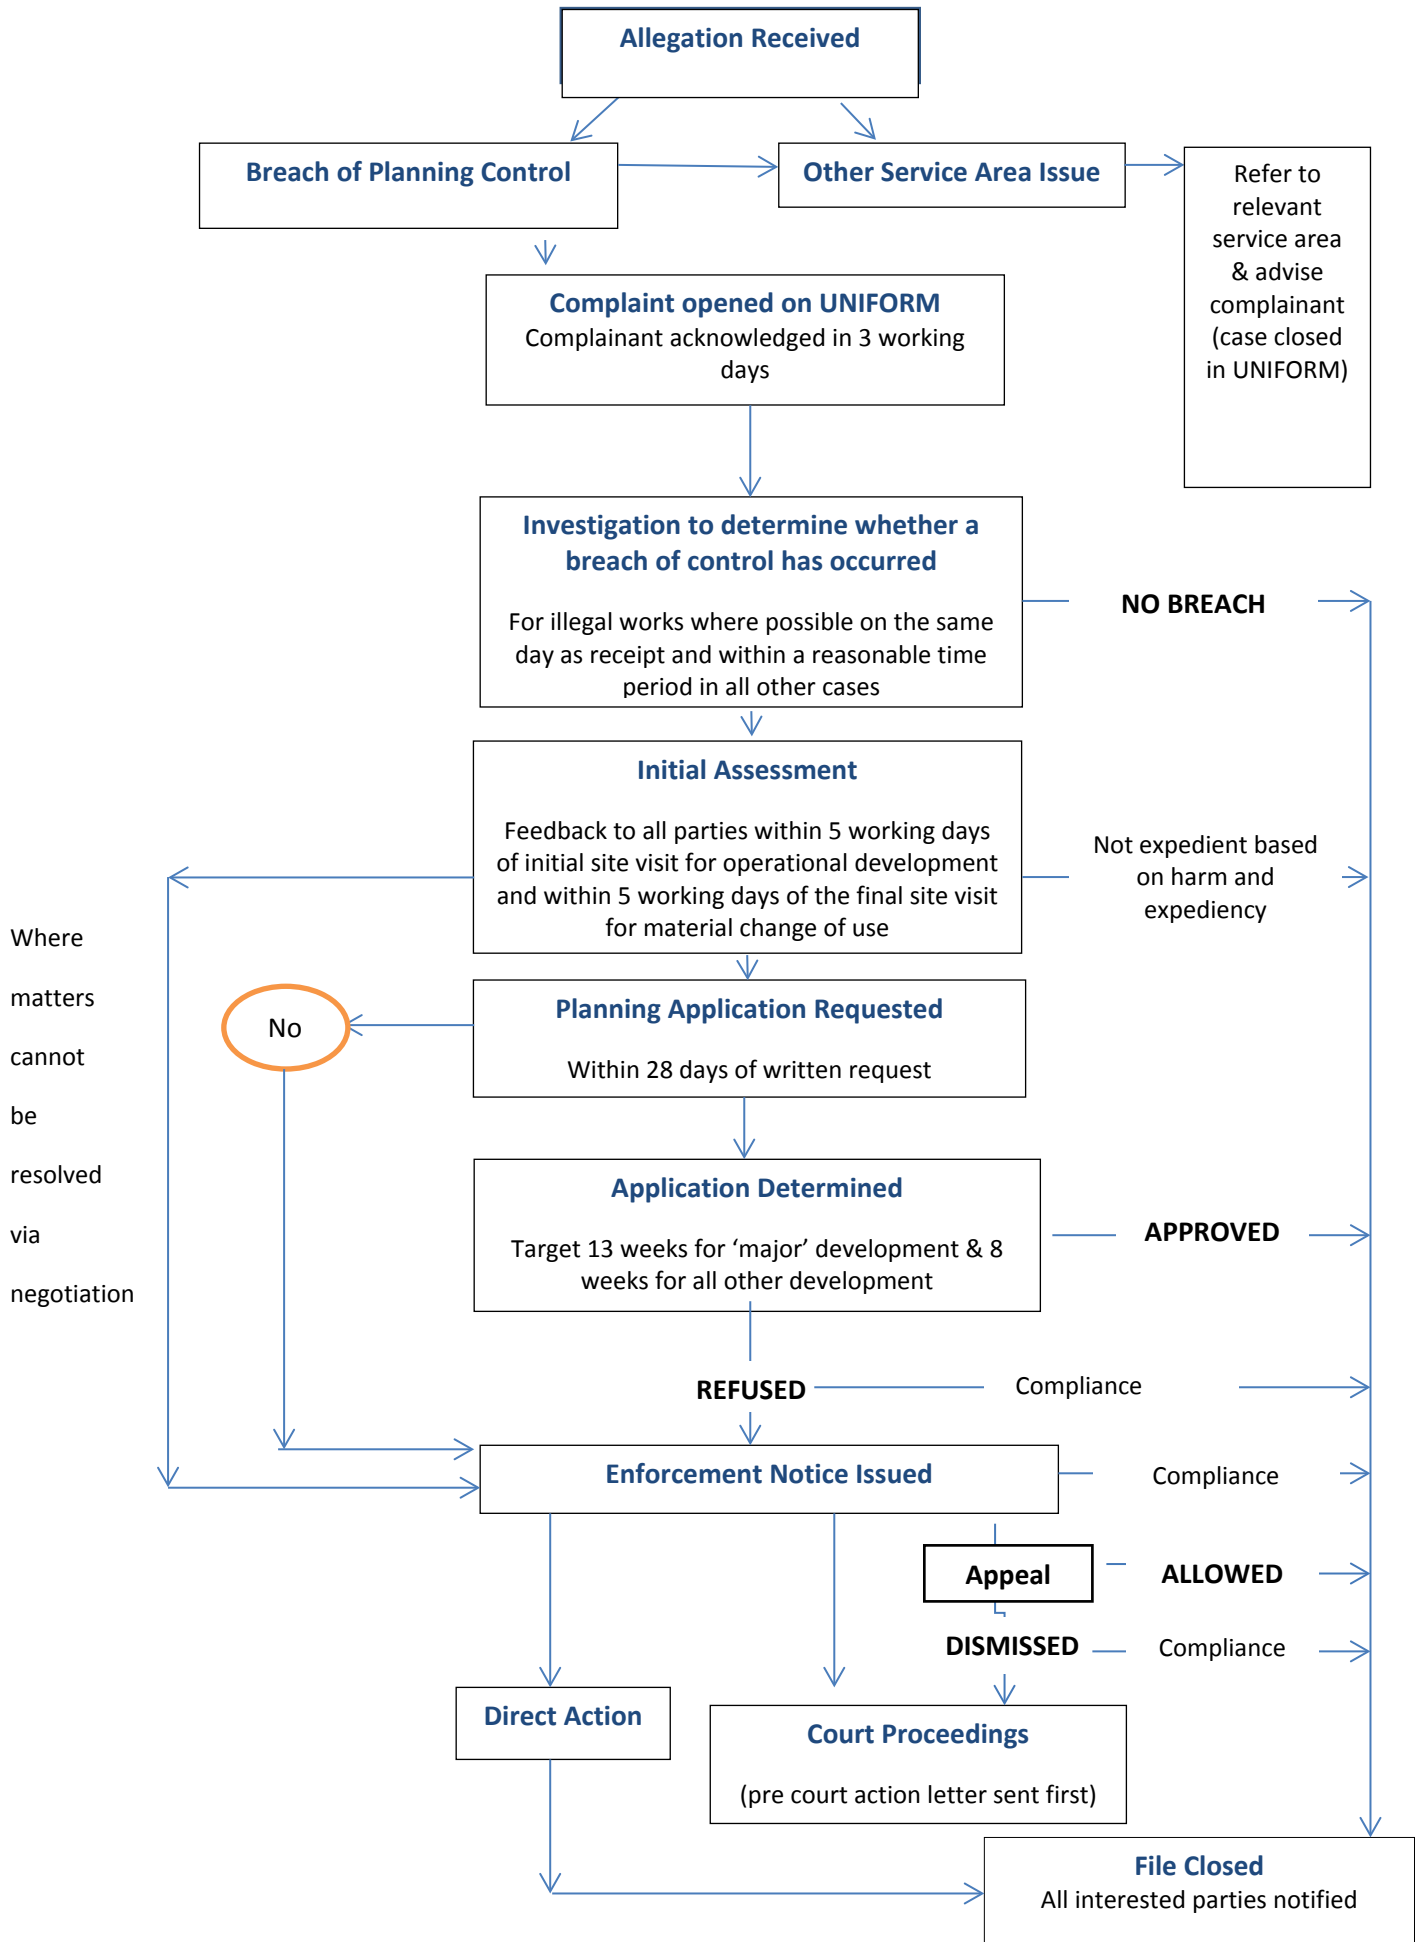 Allegation Received
Breach of Planning Control
Other Service Area Issue
Refer to
relevant
service area
& advise
complainant
(case closed
in UNIFORM)
Complaint opened on UNIFORM
Complainant acknowledged in 3 working
days
Investigation to determine whether a
breach of control has occurred
For illegal works where possible on the same
day as receipt and within a reasonable time
period in all other cases
NO BREACH
Initial Assessment
Feedback to all parties within 5 working days
of initial site visit for operational development
and within 5 working days of the final site visit
for material change of use
Not expedient based
on harm and
expediency
Where
matters
cannot
be
resolved
via
negotiation
No
Planning Application Requested
Within 28 days of written request
Application Determined
Target 13 weeks for ‘major’ development & 8
weeks for all other development
APPROVED
REFUSED
Compliance
Enforcement Notice Issued
Compliance
Appeal
ALLOWED
DISMISSED
Compliance
Direct Action
Court Proceedings
(pre court action letter sent first)
File Closed
All interested parties notified